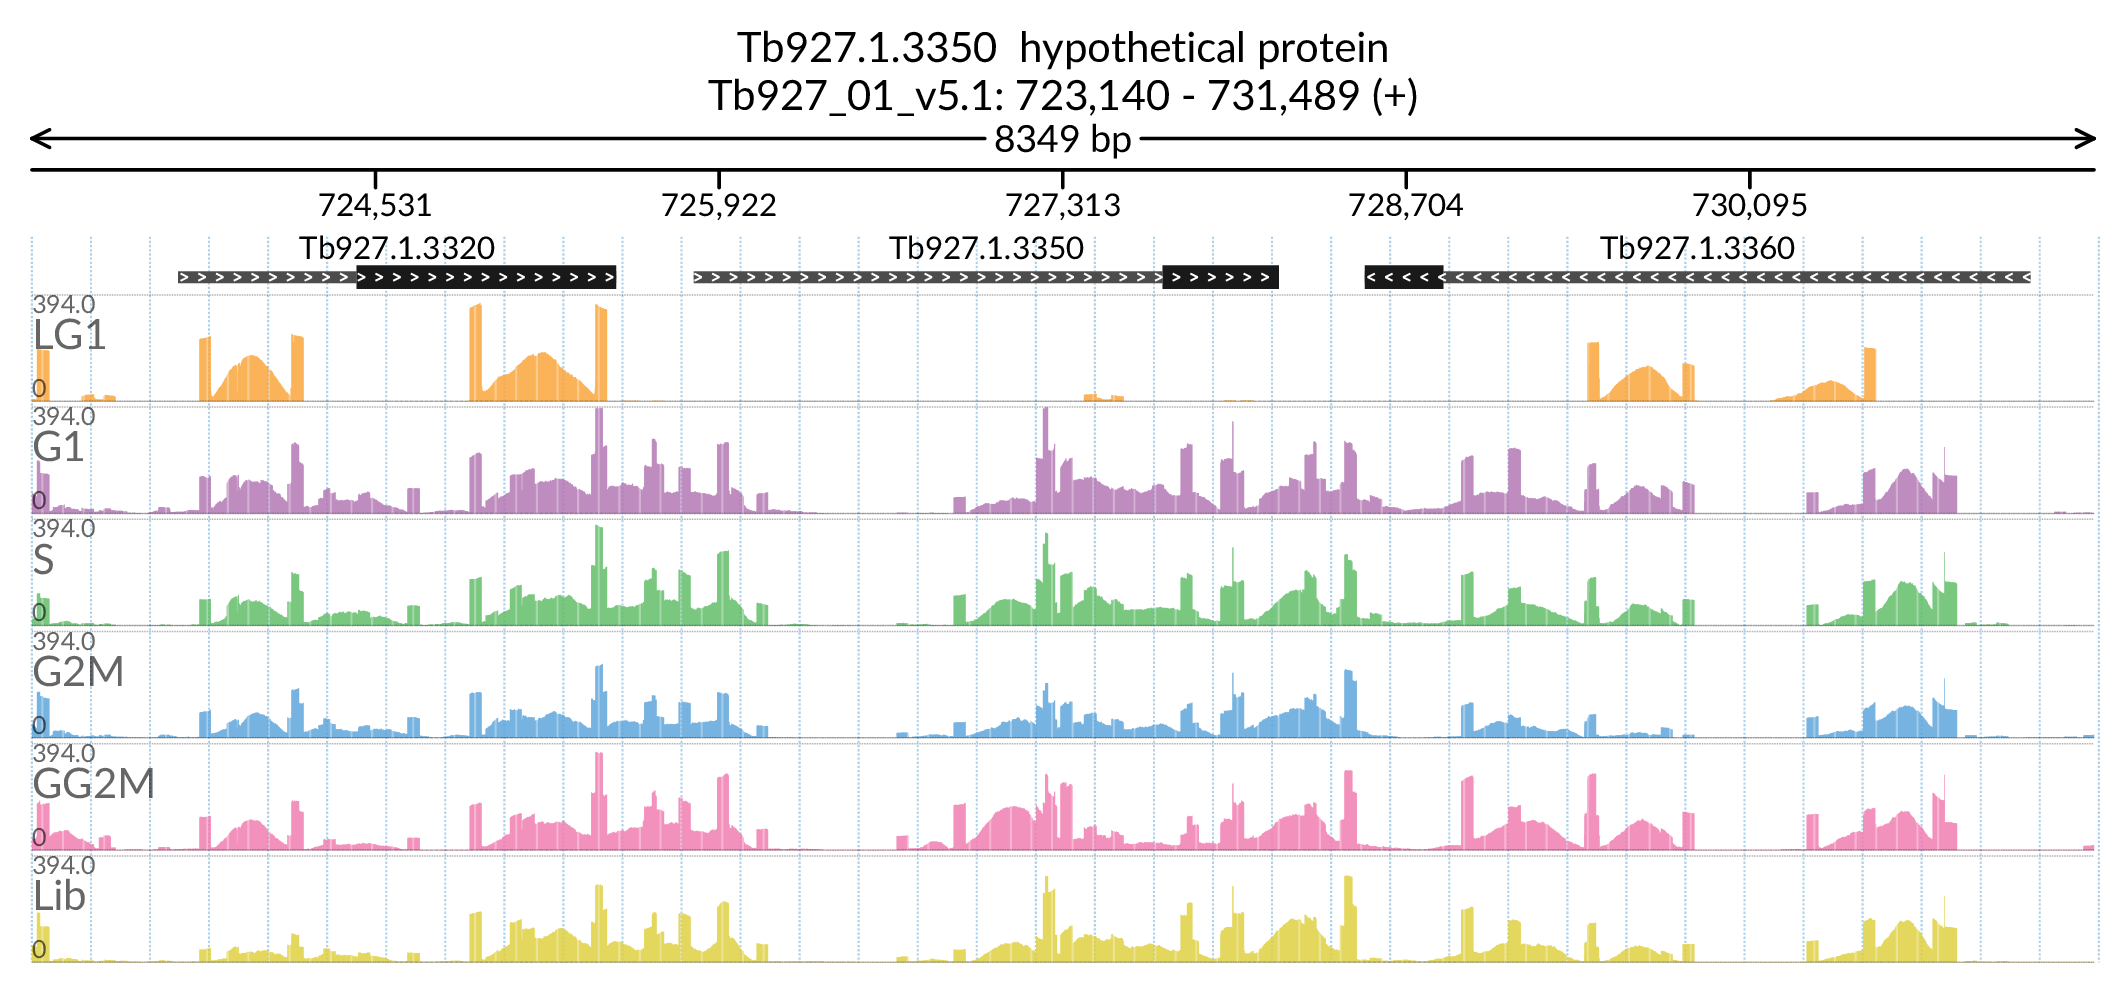 Tb927.1.3350 hypothetical protein
Tb927_01_v5.1: 723,140 - 731,489 (+)
8349 bp
724,531 725,922 727,313 728,704 730,095
Tb927.1.3320 Tb927.1.3350 Tb927.1.3360
394.0
LG1
0
394.0
G1
0
394.0
S
0
394.0
G2M
0
394.0
GG2M
0
394.0
Lib
0